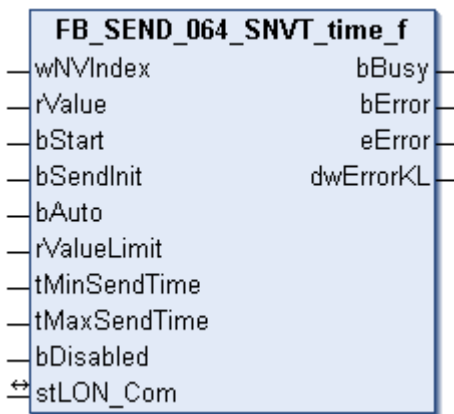 FB_SEND_064_SNVT_time_f
wNVIndex bBusy
rValue bError
bStart eError
bSendInit dwErrorKL
bAuto
rValueLimit
tMinSendTime
tMaxSendTime
bDisabled
stLON_Com